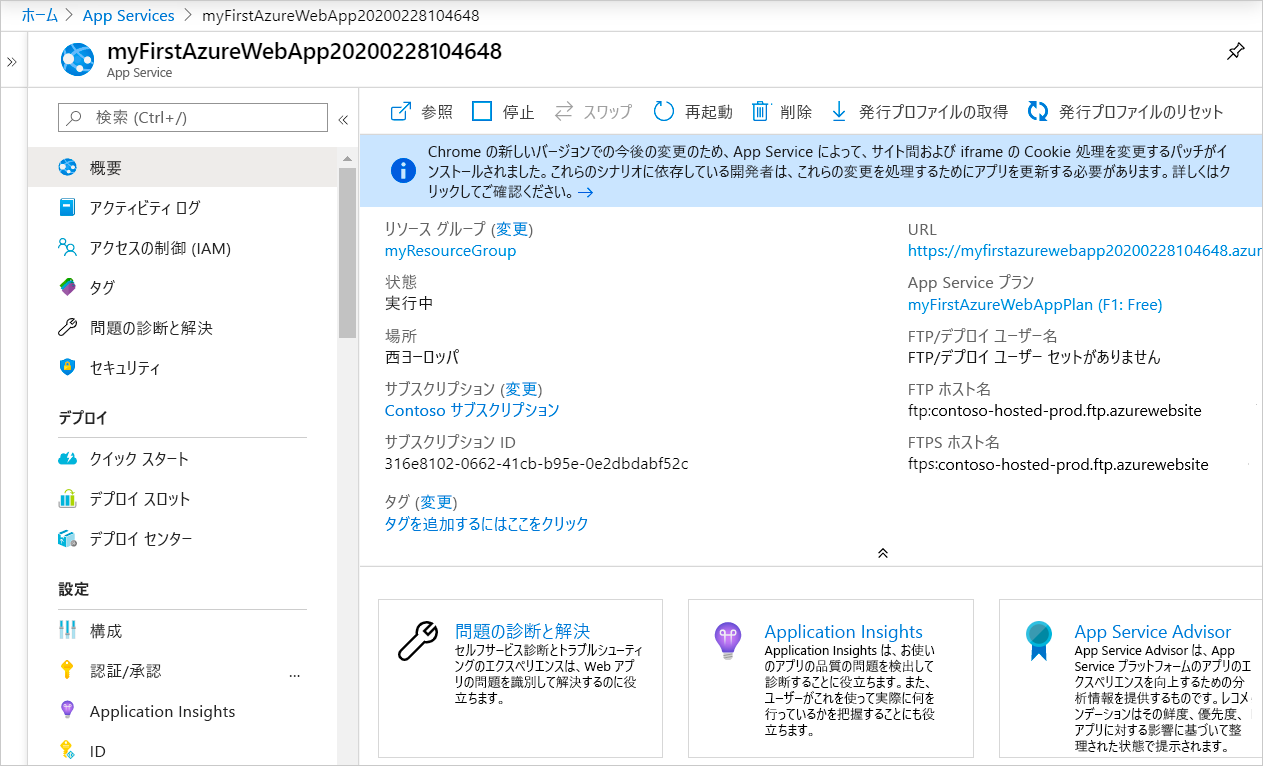 ホーム > App Services > myFirstAzureWebApp20200228104648
myFirstAzureWebApp20200228104648
App Service
検索 (Ctrl+/)
概要
アクティビティ ログ
アクセスの制御 (IAM)
タグ
問題の診断と解決
セキュリティ
デプロイ
クイック スタート
デプロイ スロット
デプロイ センター
設定
構成
認証/承認
...
Application Insights
ID
参照 停止 スワップ 再起動 削除 発行プロファイルの取得 発行プロファイルのリセット
Chrome の新しいバージョンでの今後の変更のため、App Service によって、サイト間および iframe の Cookie 処理を変更するパッチがイ
ンストールされました。これらのシナリオに依存している開発者は、これらの変更を処理するためにアプリを更新する必要があります。詳しくはク
リックしてご確認ください。→
リソース グループ (変更)
myResourceGroup
状態
実行中
場所
西ヨーロッパ
サブスクリプション (変更)
Contoso サブスクリプション
サブスクリプション ID
316e8102-0662-41cb-b95e-0e2dbdabf52c
タグ (変更)
タグを追加するにはここをクリック
URL
https://myfirstazurewebapp20200228104648.azur
App Service プラン
myFirstAzureWebAppPlan (F1: Free)
FTP/デプロイ ユーザー名
FTP/デプロイ ユーザー セットがありません
FTP ホスト名
ftp:contoso-hosted-prod.ftp.azurewebsite
FTPS ホスト名
ftps:contoso-hosted-prod.ftp.azurewebsite
問題の診断と解決
セルフサービス診断とトラブルシューティ
ングのエクスペリエンスは、Web アプ
リの問題を識別して解決するのに役
立ちます。
Application Insights
Application Insights は、お使い
のアプリの品質の問題を検出して
診断することに役立ちます。また、
ユーザーがこれを使って実際に何を
行っているかを把握することにも役
立ちます。
App Service Advisor
App Service Advisor は、App
Service プラットフォームのアプリのエ
クスペリエンスを向上するための分
析情報を提供するものです。レコメ
ンデーションはその鮮度、優先度、
アプリに対する影響に基づいて整
理された状態で提示されます。